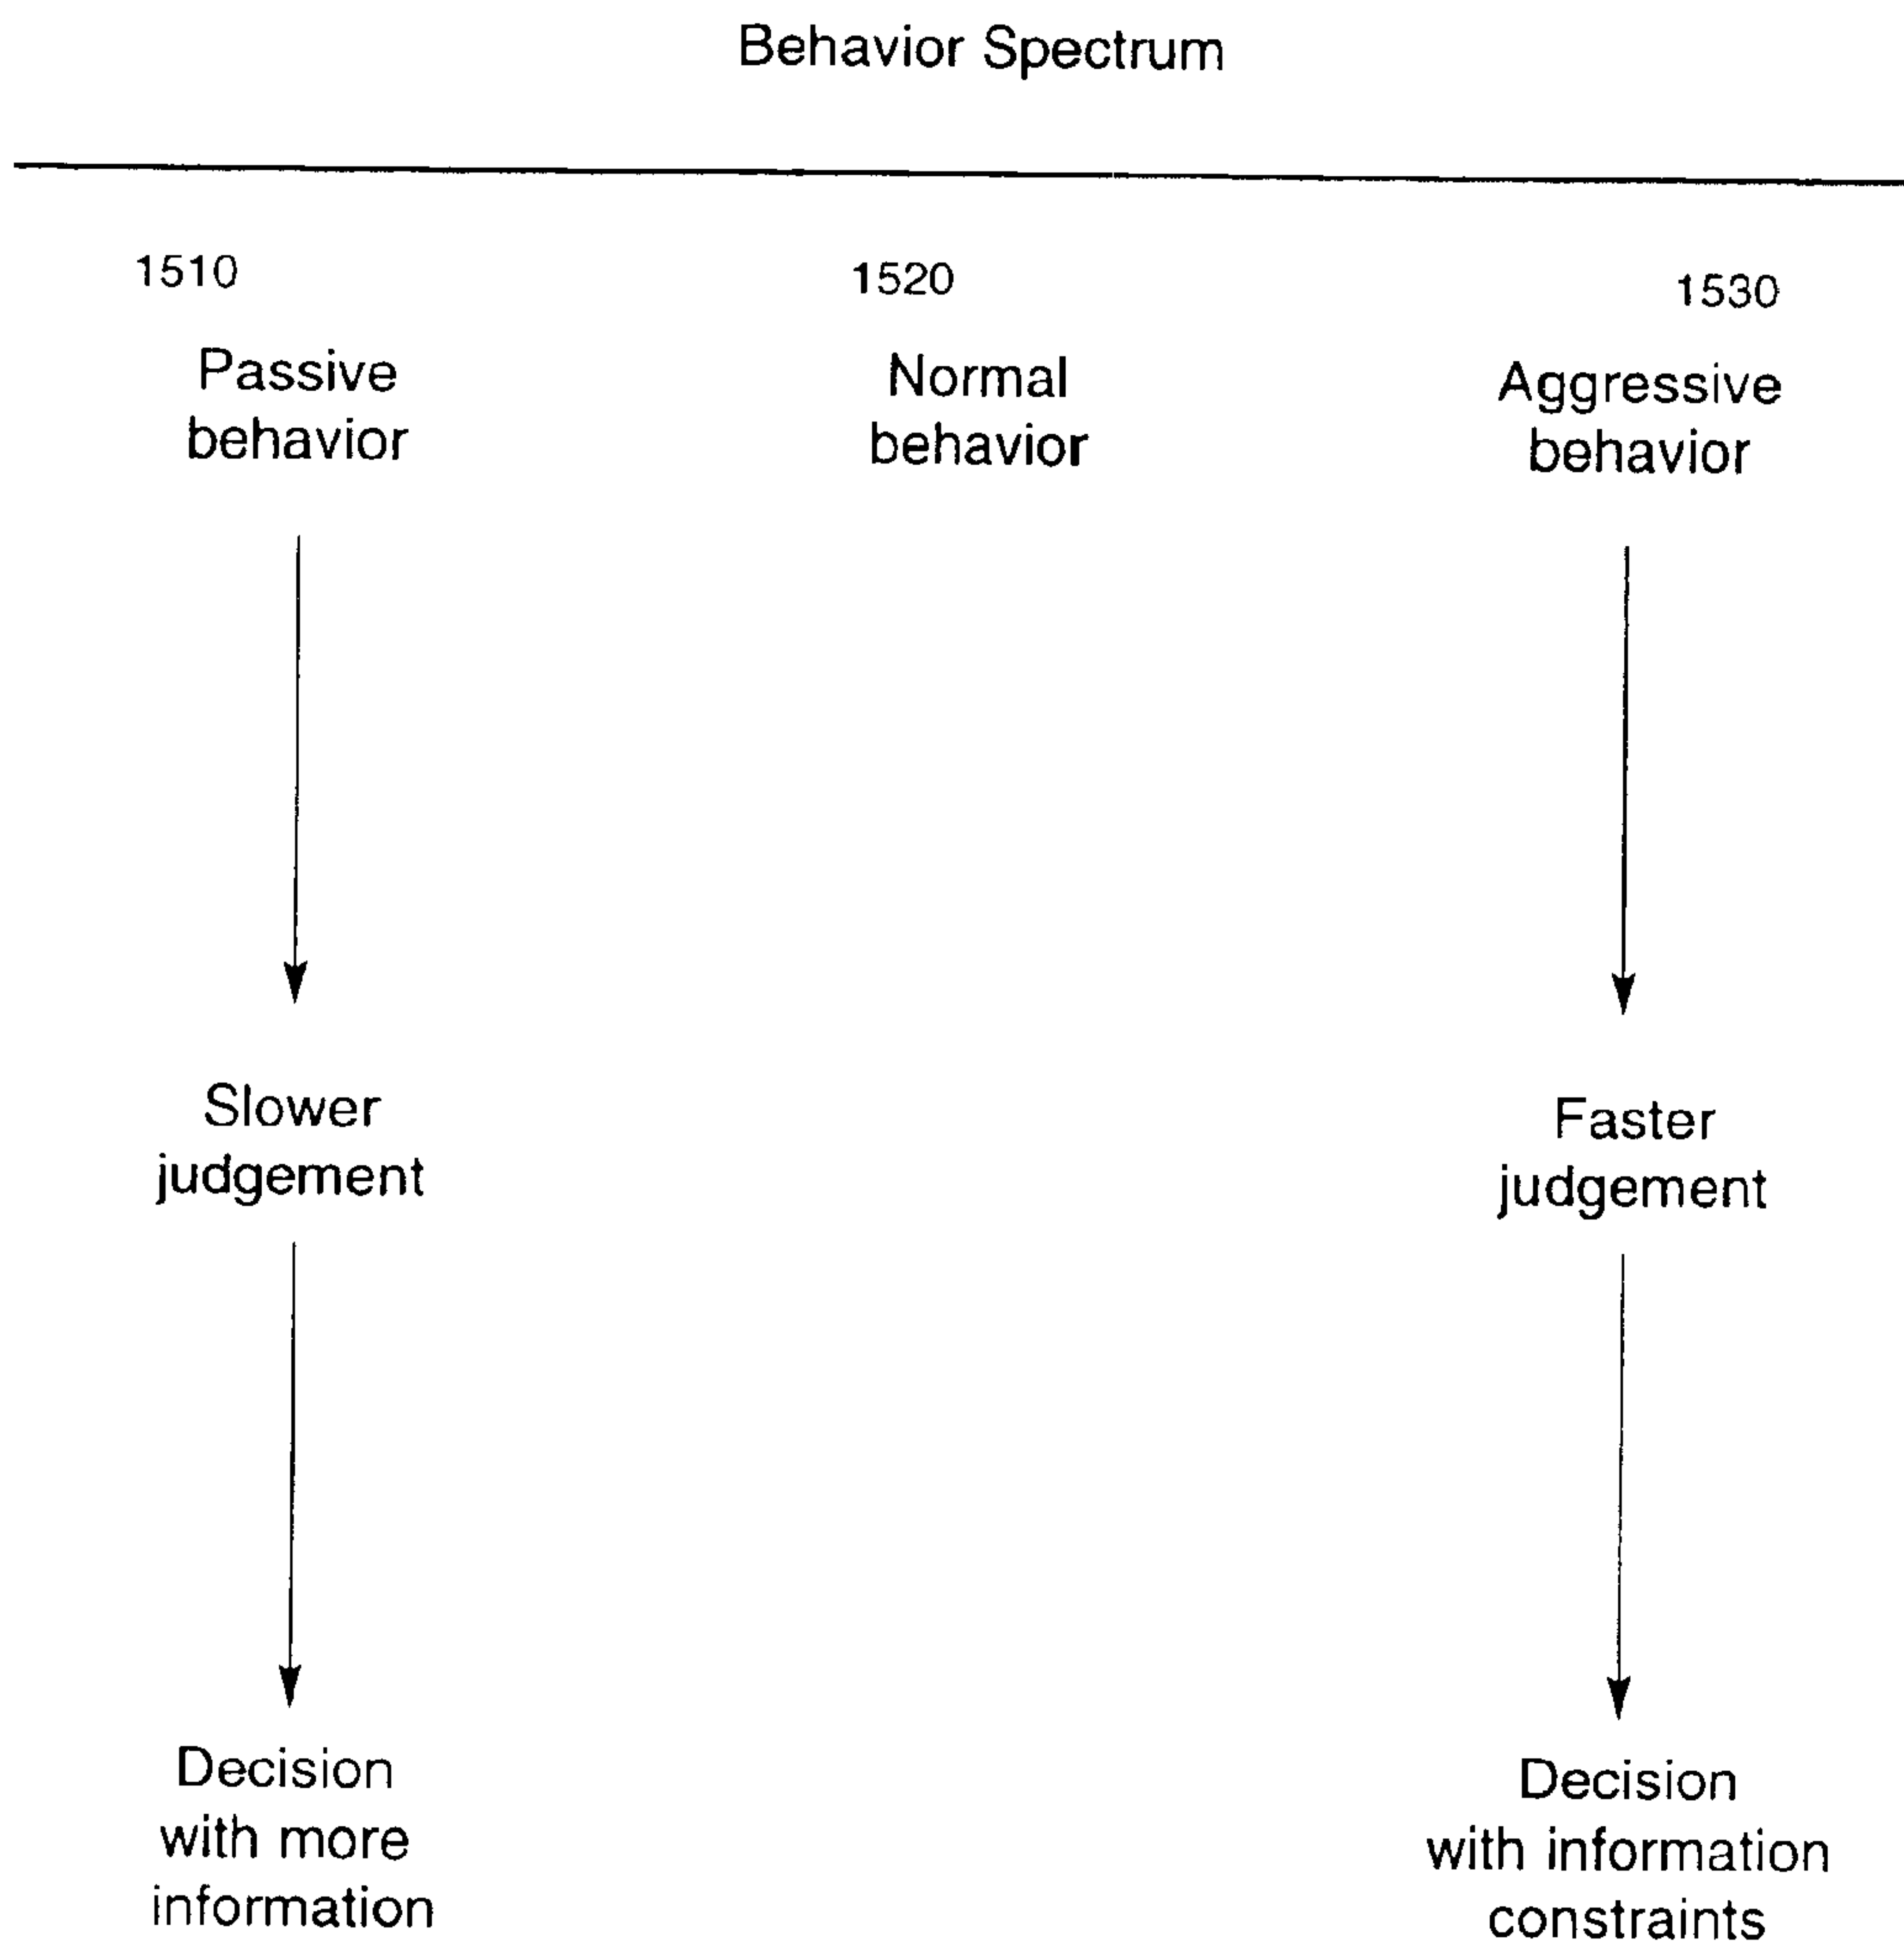 Behavior Spectrum
1510
1520
1530
Passive
behavior
Normal
behavior
Aggressive
behavior
Slower
judgement
Faster
judgement
Decision
with more
information
Decision
with information
constraints